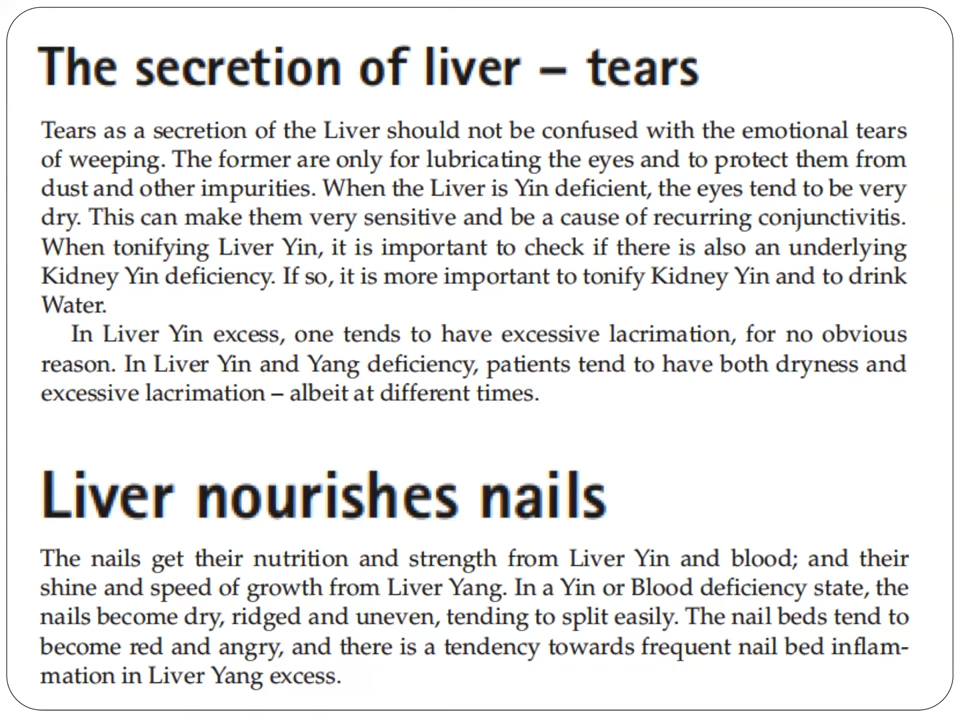 The secretion of liver – tears
Tears as a secretion of the Liver should not be confused with the emotional tears
of weeping. The former are only for lubricating the eyes and to protect them from
dust and other impurities. When the Liver is Yin deficient, the eyes tend to be very
dry. This can make them very sensitive and be a cause of recurring conjunctivitis.
When tonifying Liver Yin, it is important to check if there is also an underlying
Kidney Yin deficiency. If so, it is more important to tonify Kidney Yin and to drink
Water.
In Liver Yin excess, one tends to have excessive lacrimation, for no obvious
reason. In Liver Yin and Yang deficiency, patients tend to have both dryness and
excessive lacrimation – albeit at different times.
Liver nourishes nails
The nails get their nutrition and strength from Liver Yin and blood; and their
shine and speed of growth from Liver Yang. In a Yin or Blood deficiency state, the
nails become dry, ridged and uneven, tending to split easily. The nail beds tend to
become red and angry, and there is a tendency towards frequent nail bed inflam-
mation in Liver Yang excess.